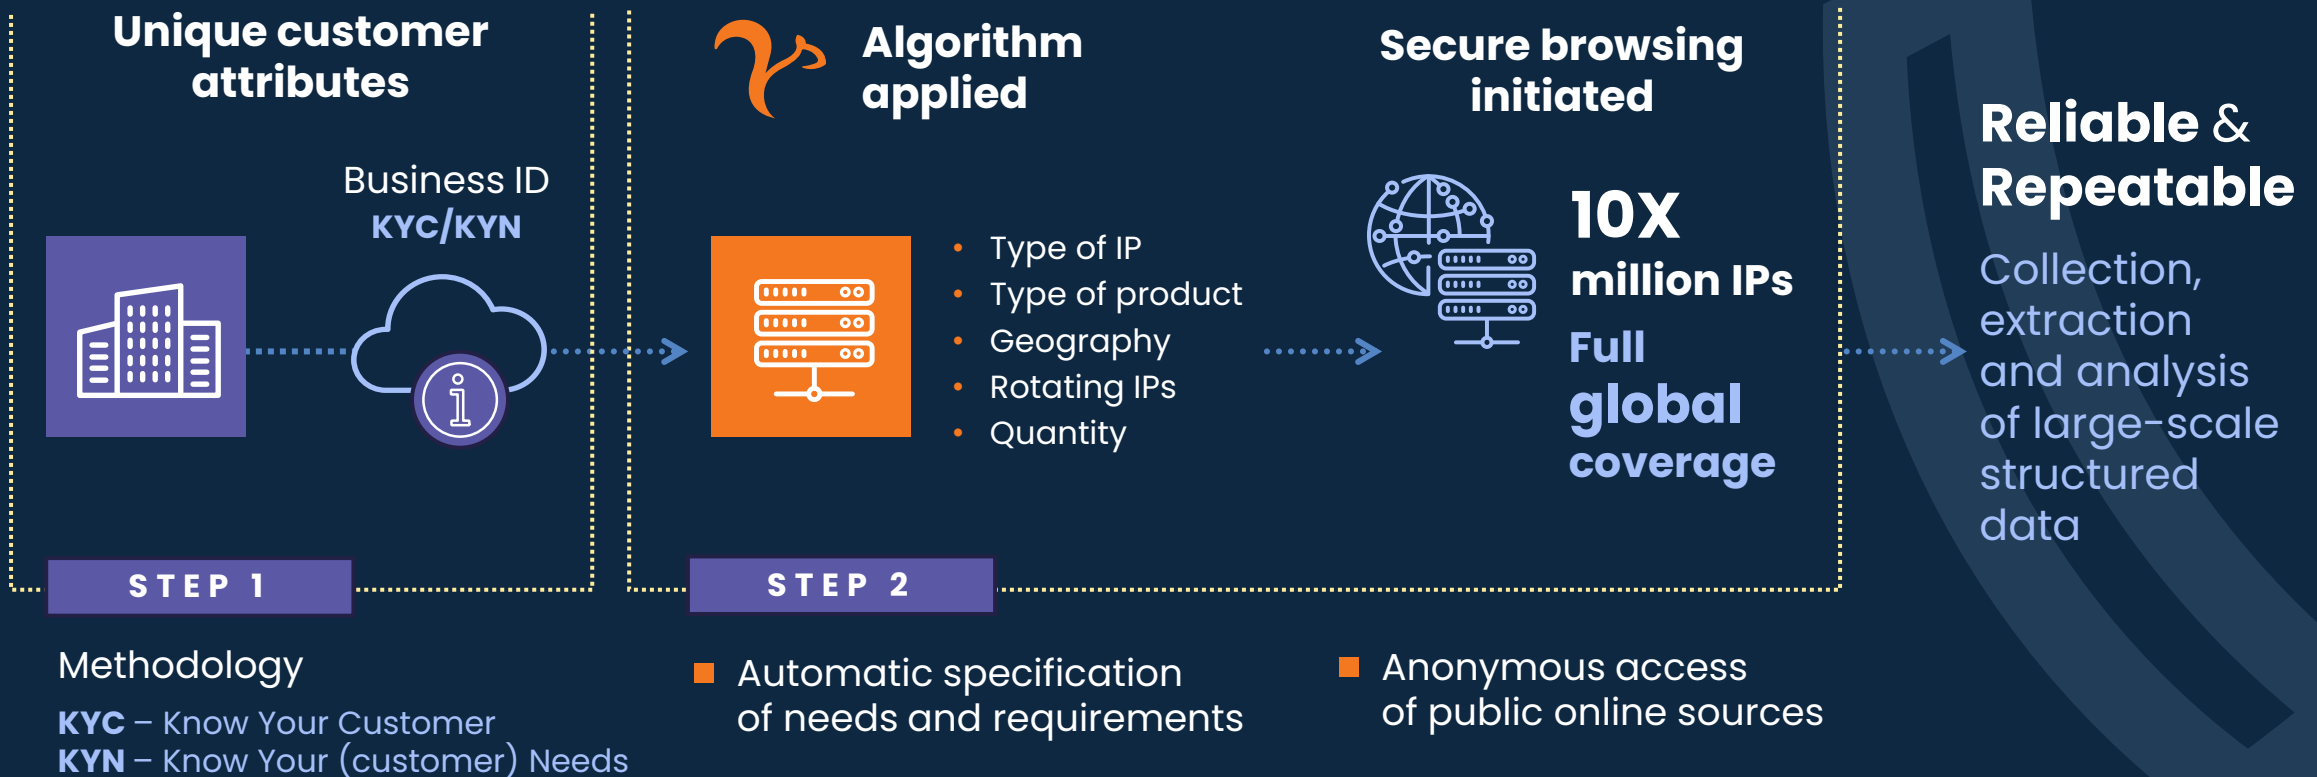 Unique customer
attributes
Business ID
KYC/KYN
STEP 1
Methodology
KYC – Know Your Customer
KYN – Know Your (customer) Needs
Algorithm
applied
• Type of IP
• Type of product
• Geography
• Rotating IPs
• Quantity
STEP 2
Automatic specification
of needs and requirements
Secure browsing
initiated
10X
million IPs
Full
global
coverage
Anonymous access
of public online sources
Reliable &
Repeatable
Collection,
extraction
and analysis
of large-scale
structured
data